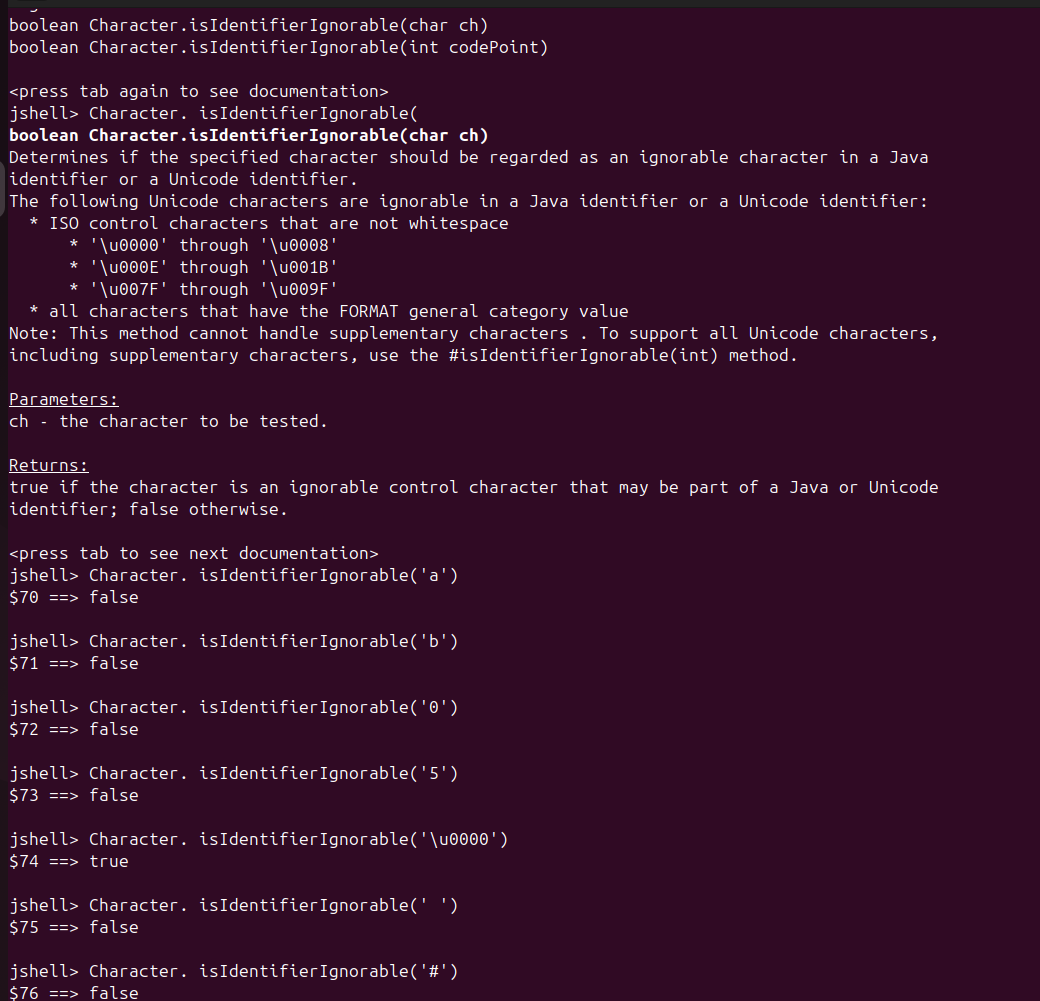 boolean Character.isIdentifierIgnorable(char ch)
boolean Character.isIdentifierIgnorable(int codePoint)
<press tab again to see documentation>
jshell> Character. isIdentifierIgnorable(
boolean Character.isIdentifierIgnorable(char ch)
Determines if the specified character should be regarded as an ignorable character in a Java
identifier or a Unicode identifier.
The following Unicode characters are ignorable in a Java identifier or a Unicode identifier:
  * ISO control characters that are not whitespace
      * '\u0000' through '\u0008'
      * '\u000E' through '\u001B'
      * '\u007F' through '\u009F'
  * all characters that have the FORMAT general category value
Note: This method cannot handle supplementary characters . To support all Unicode characters,
including supplementary characters, use the #isIdentifierIgnorable(int) method.
Parameters:
ch - the character to be tested.
Returns:
true if the character is an ignorable control character that may be part of a Java or Unicode
identifier; false otherwise.
<press tab to see next documentation>
jshell> Character. isIdentifierIgnorable('a')
$70 ==> false
jshell> Character. isIdentifierIgnorable('b')
$71 ==> false
jshell> Character. isIdentifierIgnorable('0')
$72 ==> false
jshell> Character. isIdentifierIgnorable('5')
$73 ==> false
jshell> Character. isIdentifierIgnorable('\u0000')
$74 ==> true
jshell> Character. isIdentifierIgnorable(' ')
$75 ==> false
jshell> Character. isIdentifierIgnorable('#')
$76 ==> false